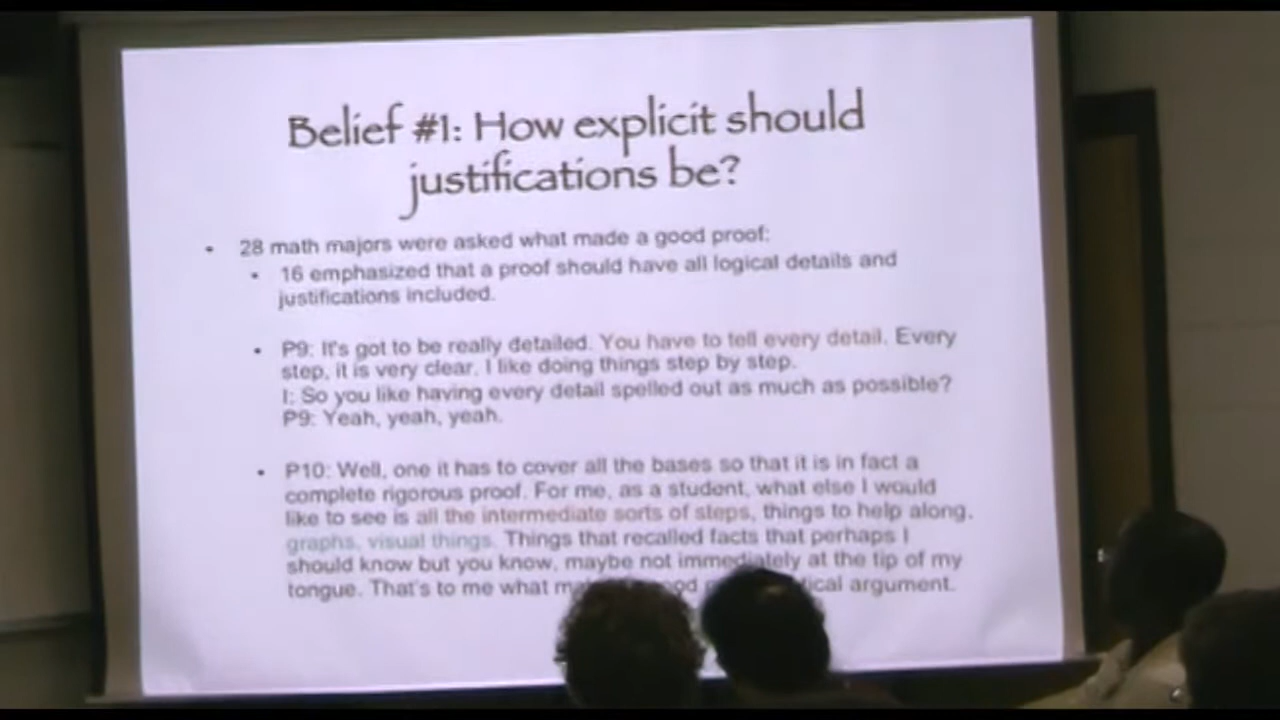 Belief #1: How explicit should
justifications be?
• 28 math majors were asked what made a good proof:
• 16 emphasized that a proof should have all logical details and
justifications included.
• P9: It's got to be really detailed. You have to tell every detail. Every
step, it is very clear. I like doing things step by step.
I: So you like having every detail spelled out as much as possible?
P9: Yeah, yeah, yeah.
• P10: Well, one it has to cover all the bases so that it is in fact a
complete rigorous proof. For me, as a student, what else I would
like to see is all the intermediate sorts of steps, things to help along,
graphs, visual things. Things that recalled facts that perhaps I
should know but you know, maybe not immediately at the tip of my
tongue. That's to me what argument.